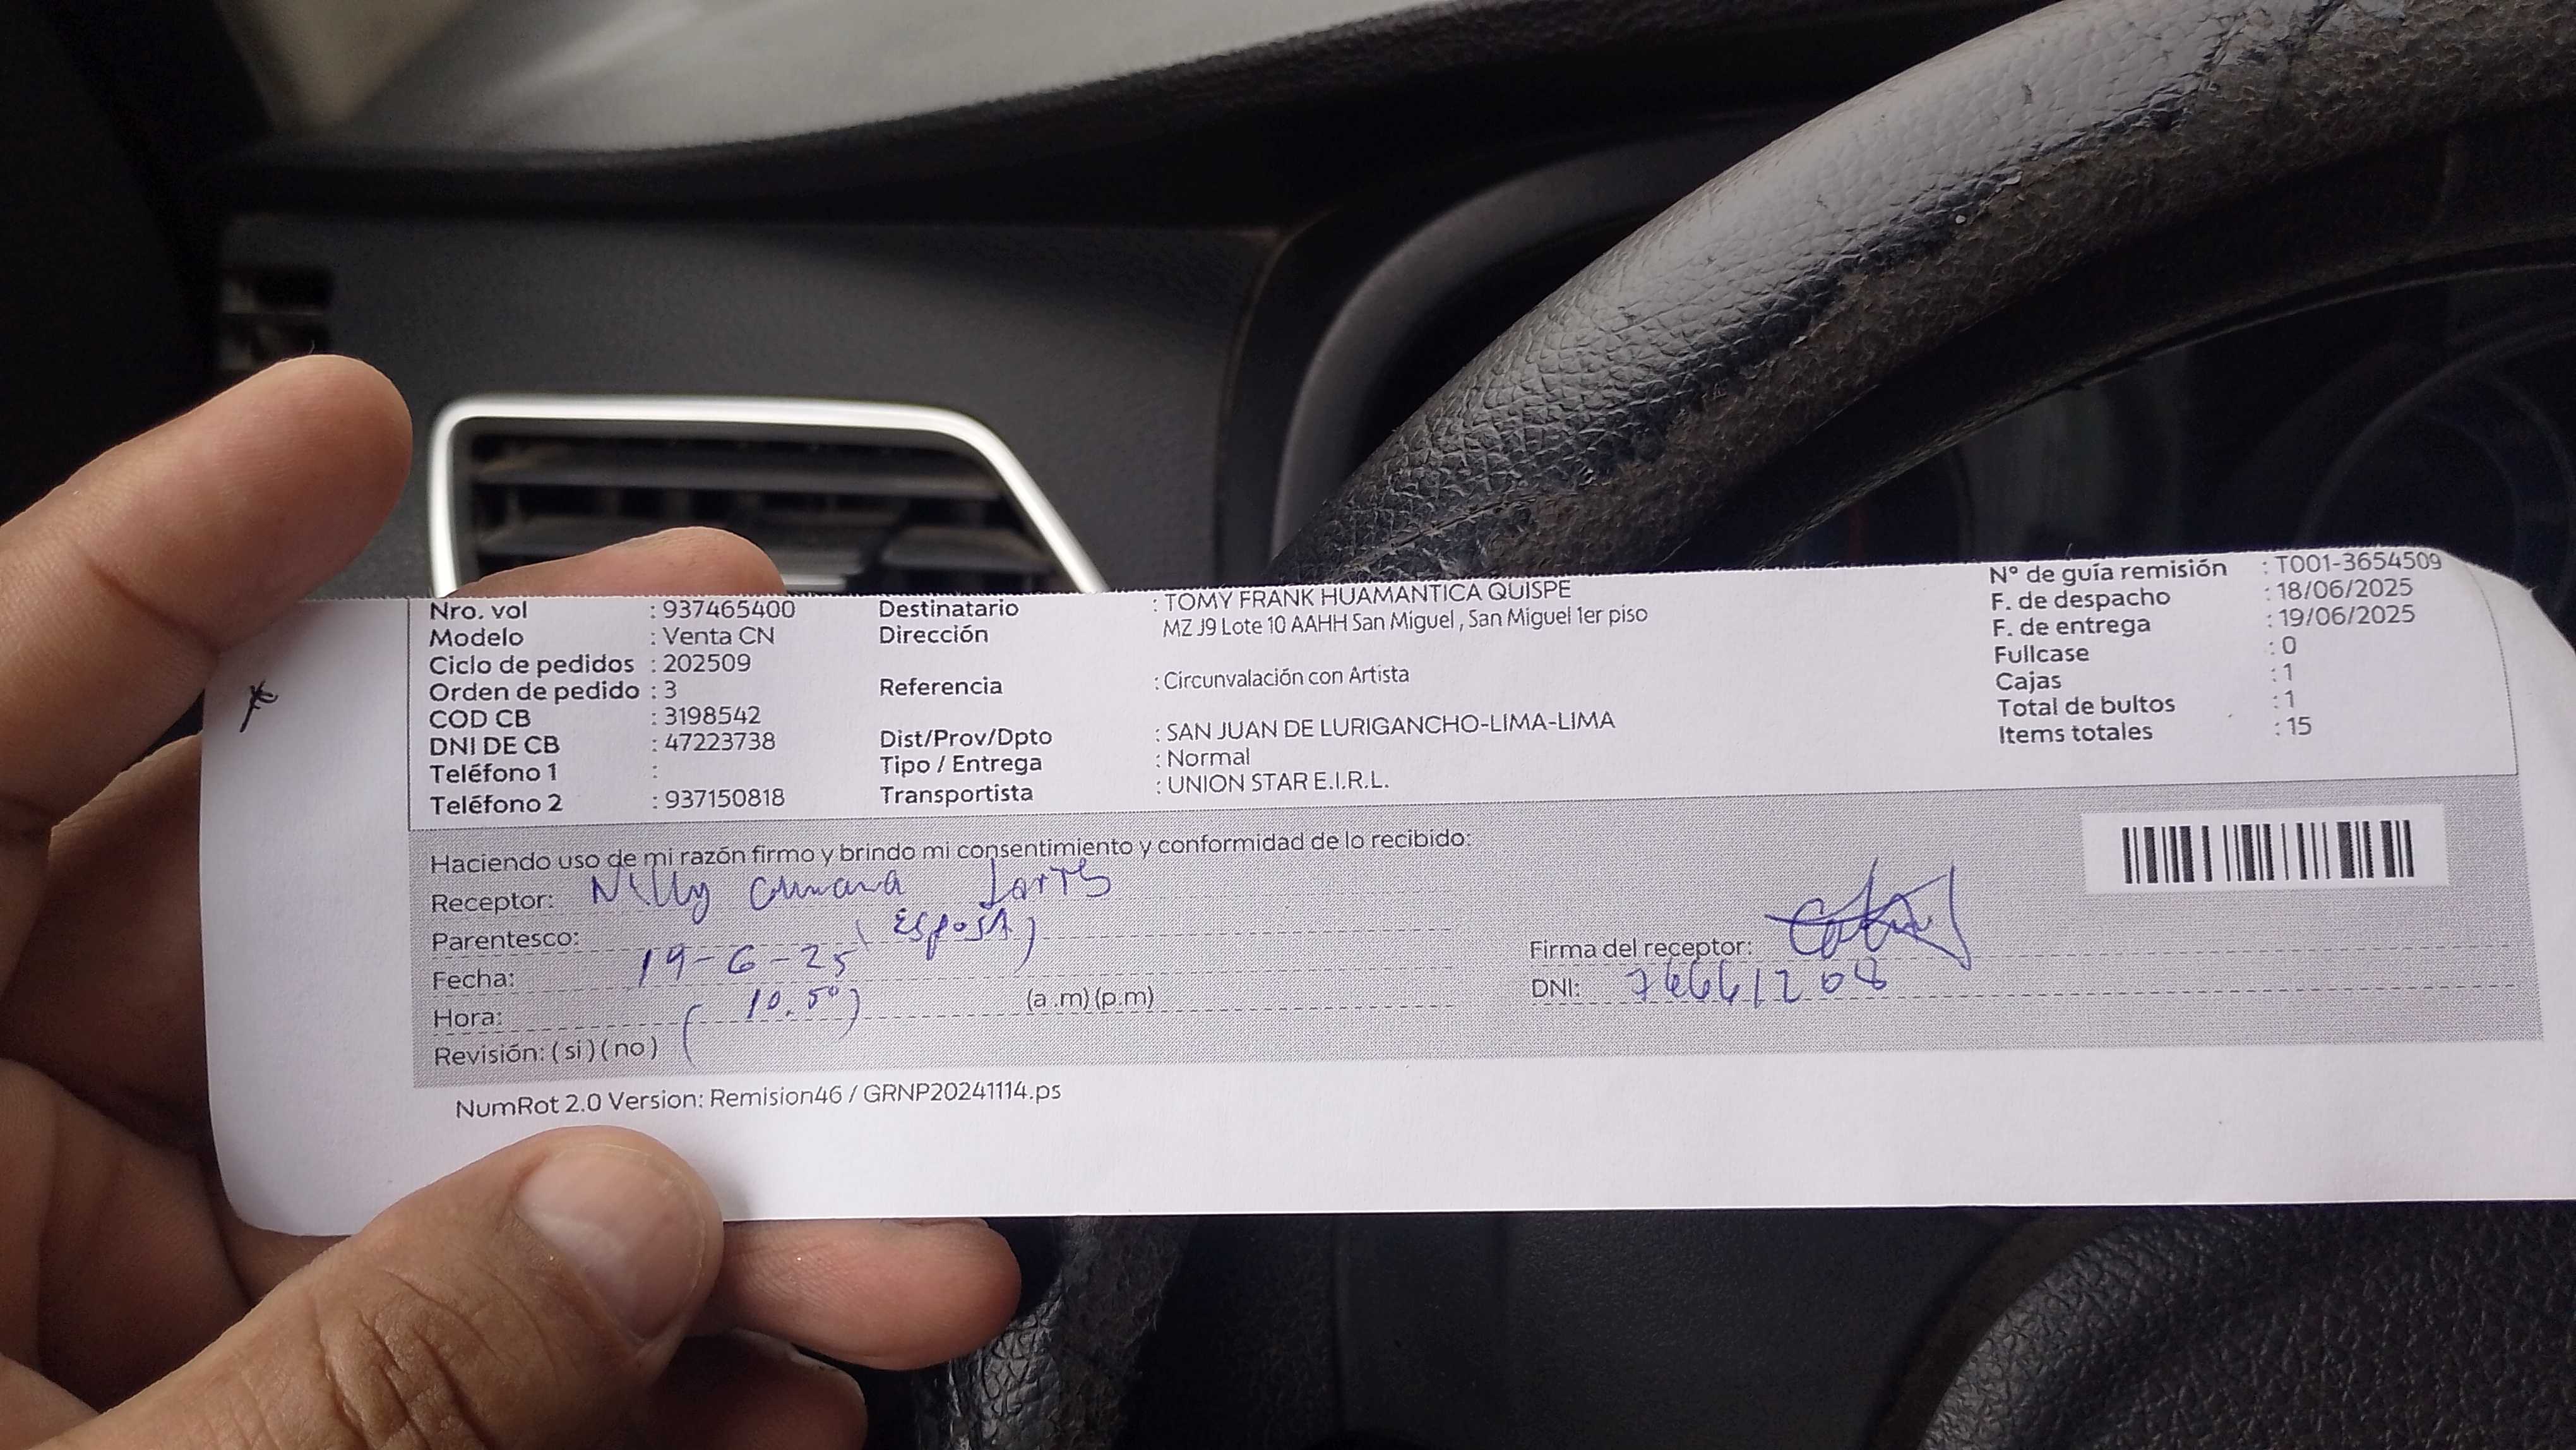 Nro. vol : 937465400
Modelo : Venta CN
Ciclo de pedidos : 202509
Orden de pedido : 3
COD CB : 3198542
DNI DE CB : 47223738
Teléfono 1 :
Teléfono 2 : 937150818
Destinatario : TOMY FRANK HUAMANTICA QUISPE
Dirección MZ J9 Lote 10 AAHH San Miguel , San Miguel 1er piso
Referencia : Circunvalación con Artista
Dist/Prov/Dpto : SAN JUAN DE LURIGANCHO-LIMA-LIMA
Tipo / Entrega : Normal
Transportista : UNION STAR E.I.R.L.
N° de guía remisión : T001-3654509
F. de despacho : 18/06/2025
F. de entrega : 19/06/2025
Fullcase : 0
Cajas : 1
Total de bultos : 1
Items totales : 15
Haciendo uso de mi razón firmo y brindo mi consentimiento y conformidad de lo recibido:
Receptor: Nilly
Parentesco: (Esposa)
Fecha: 19-6-25
Hora: (10.50) (a .m) (p.m)
Revisión: ( si ) ( no )
Firma del receptor:
DNI: 76661208
NumRot 2.0 Version: Remision46 / GRNP20241114.ps